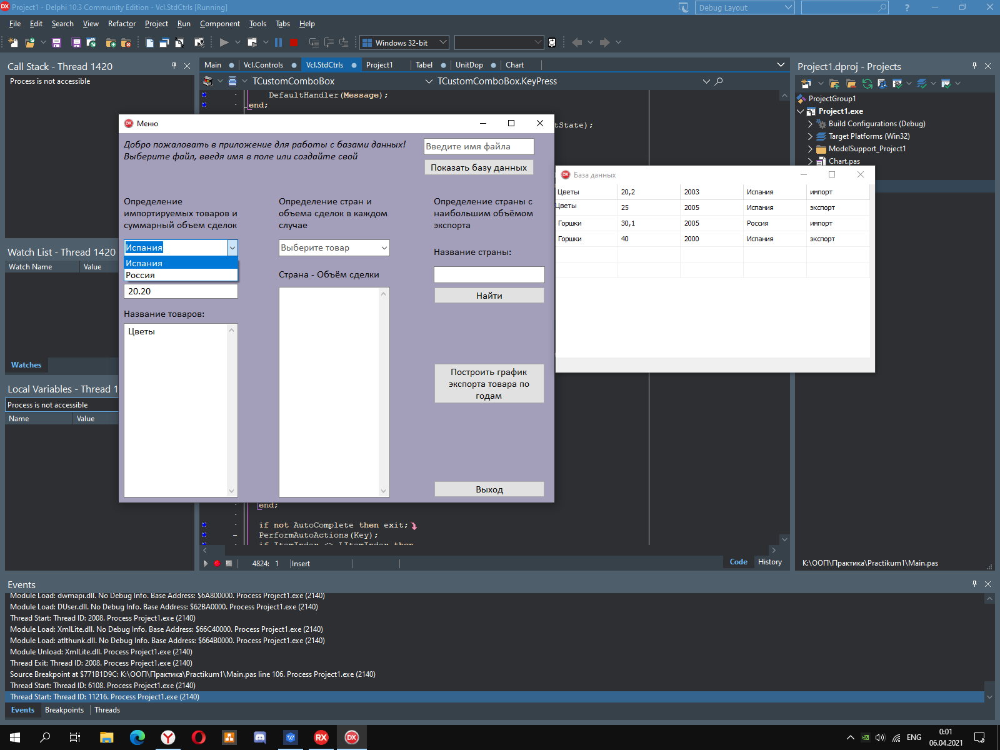 Project1 - Delphi 10.3 Community Edition - Vcl.StdCtrls [Running]
Debug Layout
File Edit Search View Refactor Project Run Component Tools Tabs Help
Windows 32-bit
Call Stack - Thread 1420
Process is not accessible
Main Vcl.Controls Vcl.StdCtrls Project1 Tabel UnitDop Chart
TCustomComboBox TCustomComboBox.KeyPress
DefaultHandler(Message);
end;
tState);
Project1.dproj - Projects
ProjectGroup1
Project1.exe
Build Configurations (Debug)
Target Platforms (Win32)
ModelSupport_Project1
Chart.pas
Меню
Добро пожаловать в приложение для работы с базами данных!
Выберите файл, введя имя в поле или создайте свой
Введите имя файла
Показать базу данных
Определение
импортируемых товаров и
суммарный объем сделок
Испания
Испания
Россия
20.20
Название товаров:
Цветы
Определение стран и
объема сделок в каждом
случае
Выберите товар
Страна - Объём сделки
Определение страны с
наибольшим объёмом
экспорта
Название страны:
Найти
Построить график
экспорта товара по
годам
Выход
База данных
Цветы 20,2 2003 Испания импорт
Цветы 25 2005 Испания экспорт
Горшки 30,1 2005 Россия импорт
Горшки 40 2000 Испания экспорт
Watch List - Thread 1420
Watch Name Value
Watches
Local Variables - Thread 1
Process is not accessible
Name Value
end;
if not AutoComplete then exit;
PerformAutoActions(Key);
if ItemIndex <> LItemIndex then
4824: 1 Insert
Code History
K:\ООП\Практика\Practikum1\Main.pas
Events
Module Load: dwmapi.dll. No Debug Info. Base Address: $6A800000. Process Project1.exe (2140)
Module Load: DUser.dll. No Debug Info. Base Address: $62BA0000. Process Project1.exe (2140)
Thread Start: Thread ID: 2008. Process Project1.exe (2140)
Module Load: XmlLite.dll. No Debug Info. Base Address: $66C40000. Process Project1.exe (2140)
Module Load: atlthunk.dll. No Debug Info. Base Address: $664B0000. Process Project1.exe (2140)
Module Unload: XmlLite.dll. Process Project1.exe (2140)
Thread Exit: Thread ID: 2008. Process Project1.exe (2140)
Source Breakpoint at $771B1D9C: K:\ООП\Практика\Practikum1\Main.pas line 106. Process Project1.exe (2140)
Thread Start: Thread ID: 6108. Process Project1.exe (2140)
Thread Start: Thread ID: 11216. Process Project1.exe (2140)
Events Breakpoints Threads
ENG
0:01
06.04.2021